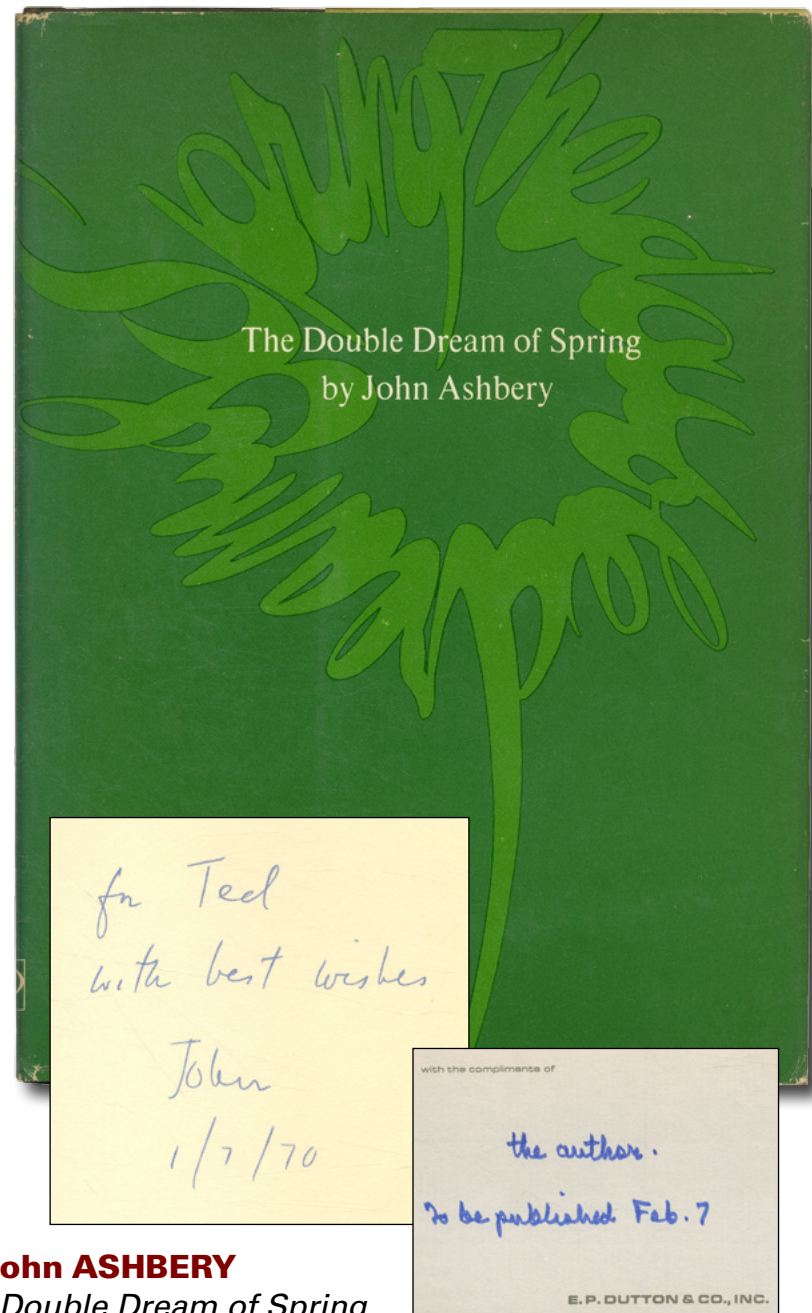 The Double Dream of Spring
by John Ashbery
for Ted
with best wishes
John
1/7/70
with the compliments of
the author.
To be published Feb. 7
E. P. DUTTON & CO., INC.
ohn ASHBERY
Double Dream of Spring